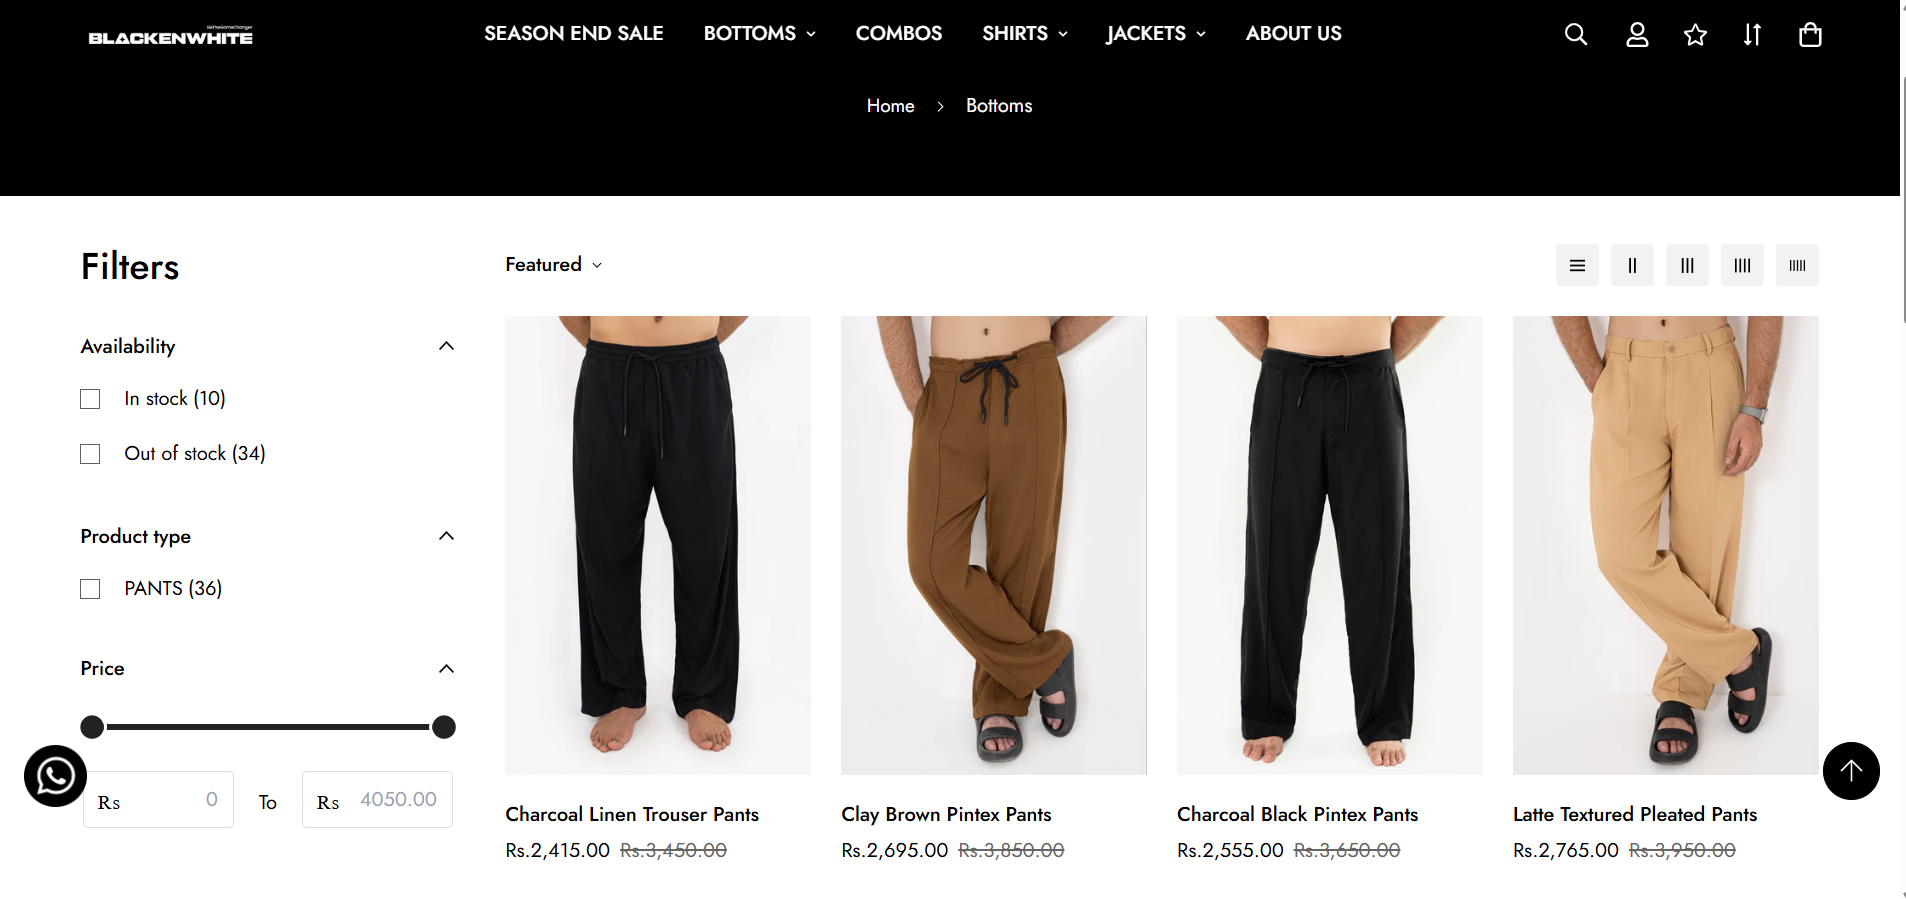 BeTheGameChanger
BLACKENWHITE
SEASON END SALE
BOTTOMS
COMBOS
SHIRTS
JACKETS
ABOUT US
Home
Bottoms
Filters
Featured
Availability
In stock (10)
Out of stock (34)
Product type
PANTS (36)
Price
Rs 0 To Rs 4050.00
Charcoal Linen Trouser Pants
Rs.2,415.00 Rs.3,450.00
Clay Brown Pintex Pants
Rs.2,695.00 Rs.3,850.00
Charcoal Black Pintex Pants
Rs.2,555.00 Rs.3,650.00
Latte Textured Pleated Pants
Rs.2,765.00 Rs.3,950.00